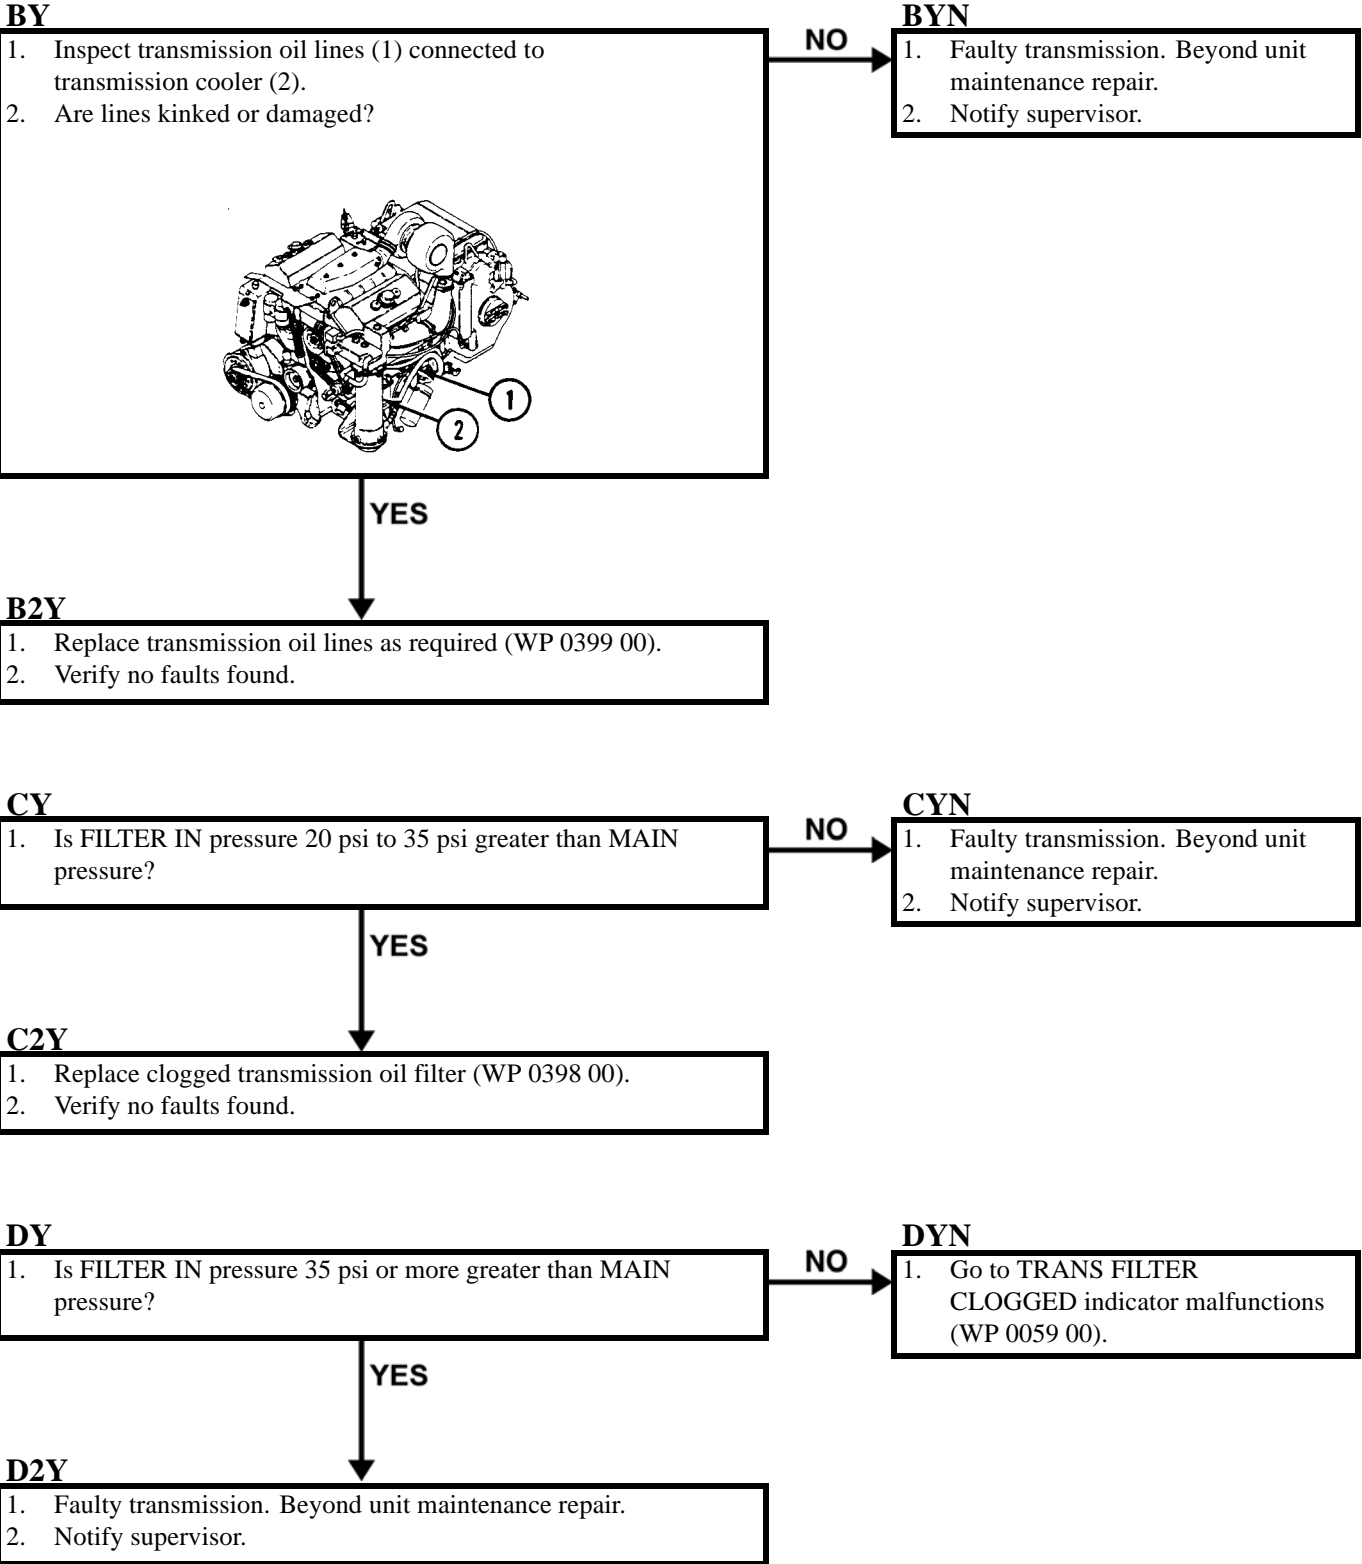 BY
1. Inspect transmission oil lines (1) connected to
transmission cooler (2).
2. Are lines kinked or damaged?
1
2
NO
BYN
1. Faulty transmission. Beyond unit
maintenance repair.
2. Notify supervisor.
YES
B2Y
1. Replace transmission oil lines as required (WP 0399 00).
2. Verify no faults found.
CY
1. Is FILTER IN pressure 20 psi to 35 psi greater than MAIN
pressure?
NO
CYN
1. Faulty transmission. Beyond unit
maintenance repair.
2. Notify supervisor.
YES
C2Y
1. Replace clogged transmission oil filter (WP 0398 00).
2. Verify no faults found.
DY
1. Is FILTER IN pressure 35 psi or more greater than MAIN
pressure?
NO
DYN
1. Go to TRANS FILTER
CLOGGED indicator malfunctions
(WP 0059 00).
YES
D2Y
1. Faulty transmission. Beyond unit maintenance repair.
2. Notify supervisor.